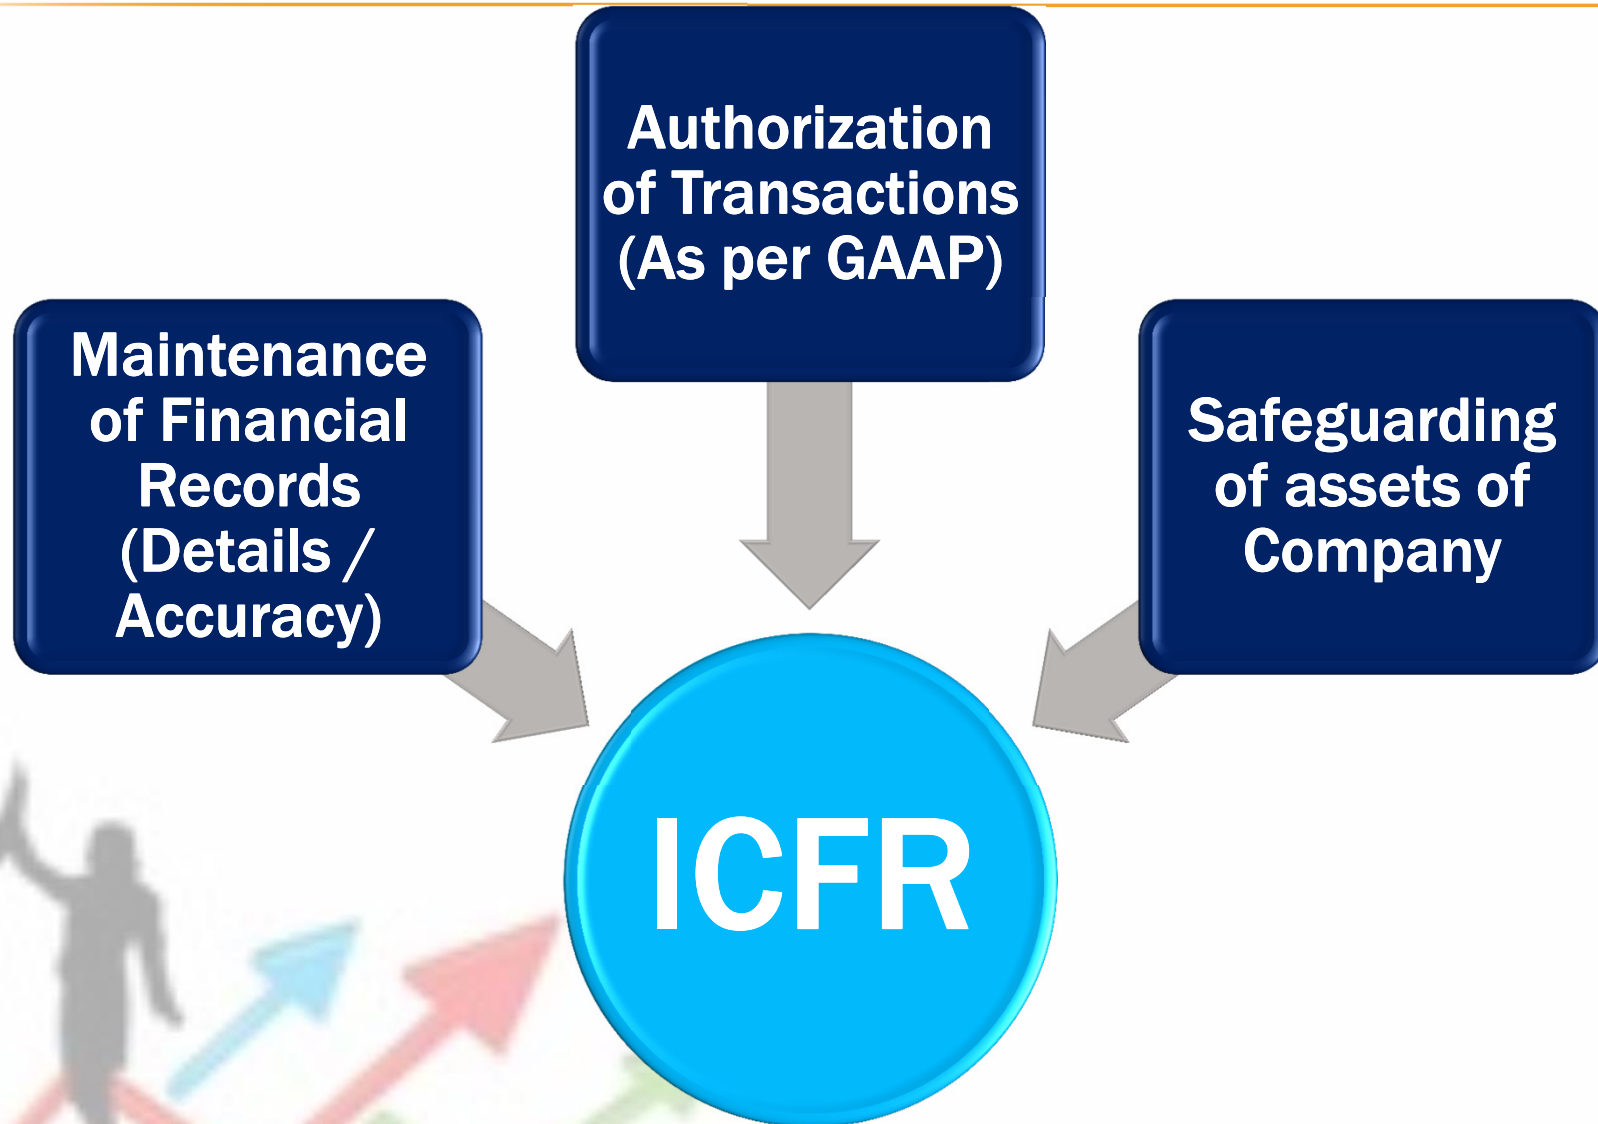 Authorization
of Transactions
(As per GAAP)
Maintenance
of Financial
Records
(Details /
Accuracy)
Safeguarding
of assets of
Company
ICFR